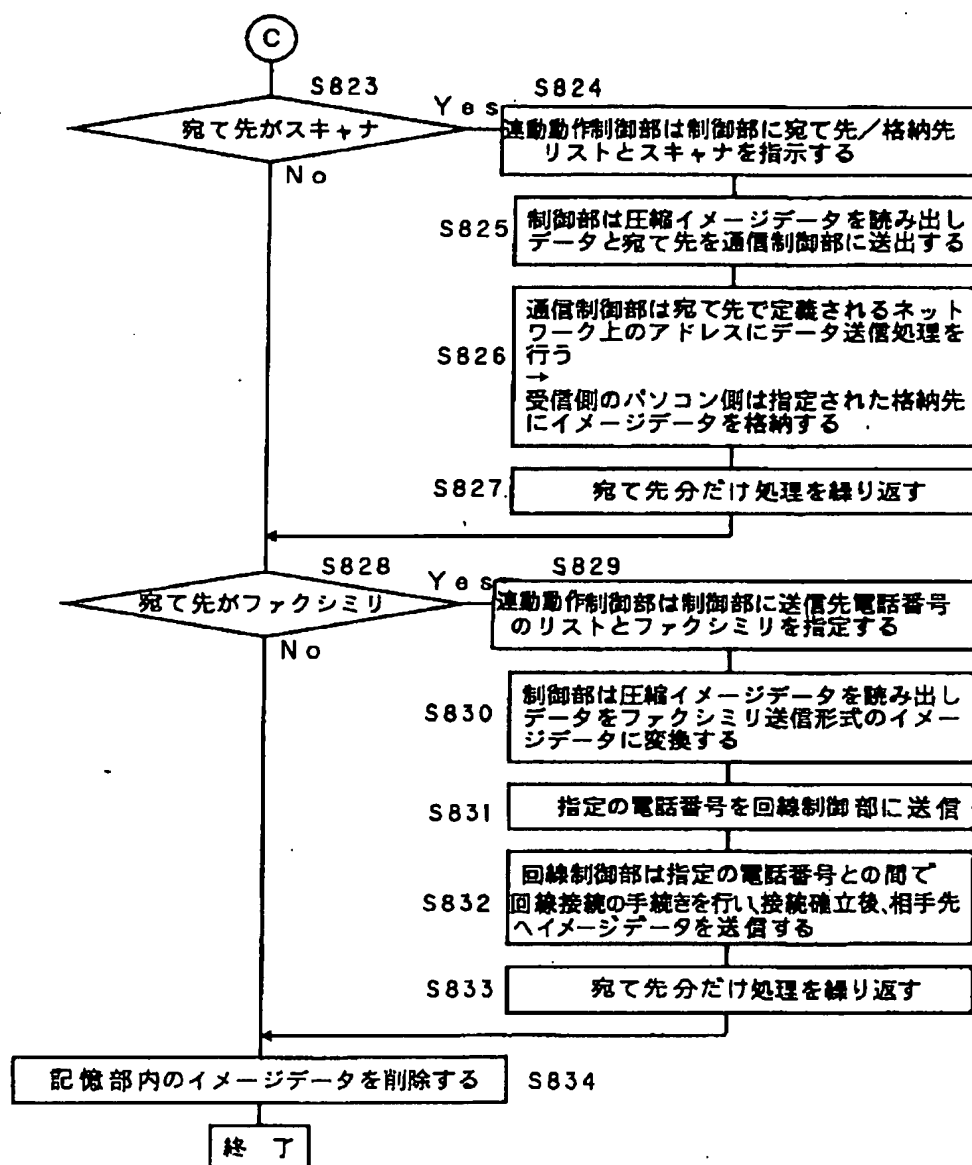 C
S823
宛て先がスキャナ
Yes
No
S824
連動動作制御部は制御部に宛て先／格納先
リストとスキャナを指示する
S825
制御部は圧縮イメージデータを読み出し
データと宛て先を通信制御部に送出する
S826
通信制御部は宛て先で定義されるネット
ワーク上のアドレスにデータ送信処理を
行う
→
受信側のパソコン側は指定された格納先
にイメージデータを格納する
S827
宛て先分だけ処理を繰り返す
S828
宛て先がファクシミリ
Yes
No
S829
連動動作制御部は制御部に送信先電話番号
のリストとファクシミリを指定する
S830
制御部は圧縮イメージデータを読み出し
データをファクシミリ送信形式のイメー
ジデータに変換する
S831
指定の電話番号を回線制御部に送信
S832
回線制御部は指定の電話番号との間で
回線接続の手続きを行い、接続確立後、相手先
へイメージデータを送信する
S833
宛て先分だけ処理を繰り返す
記憶部内のイメージデータを削除する
S834
終 了